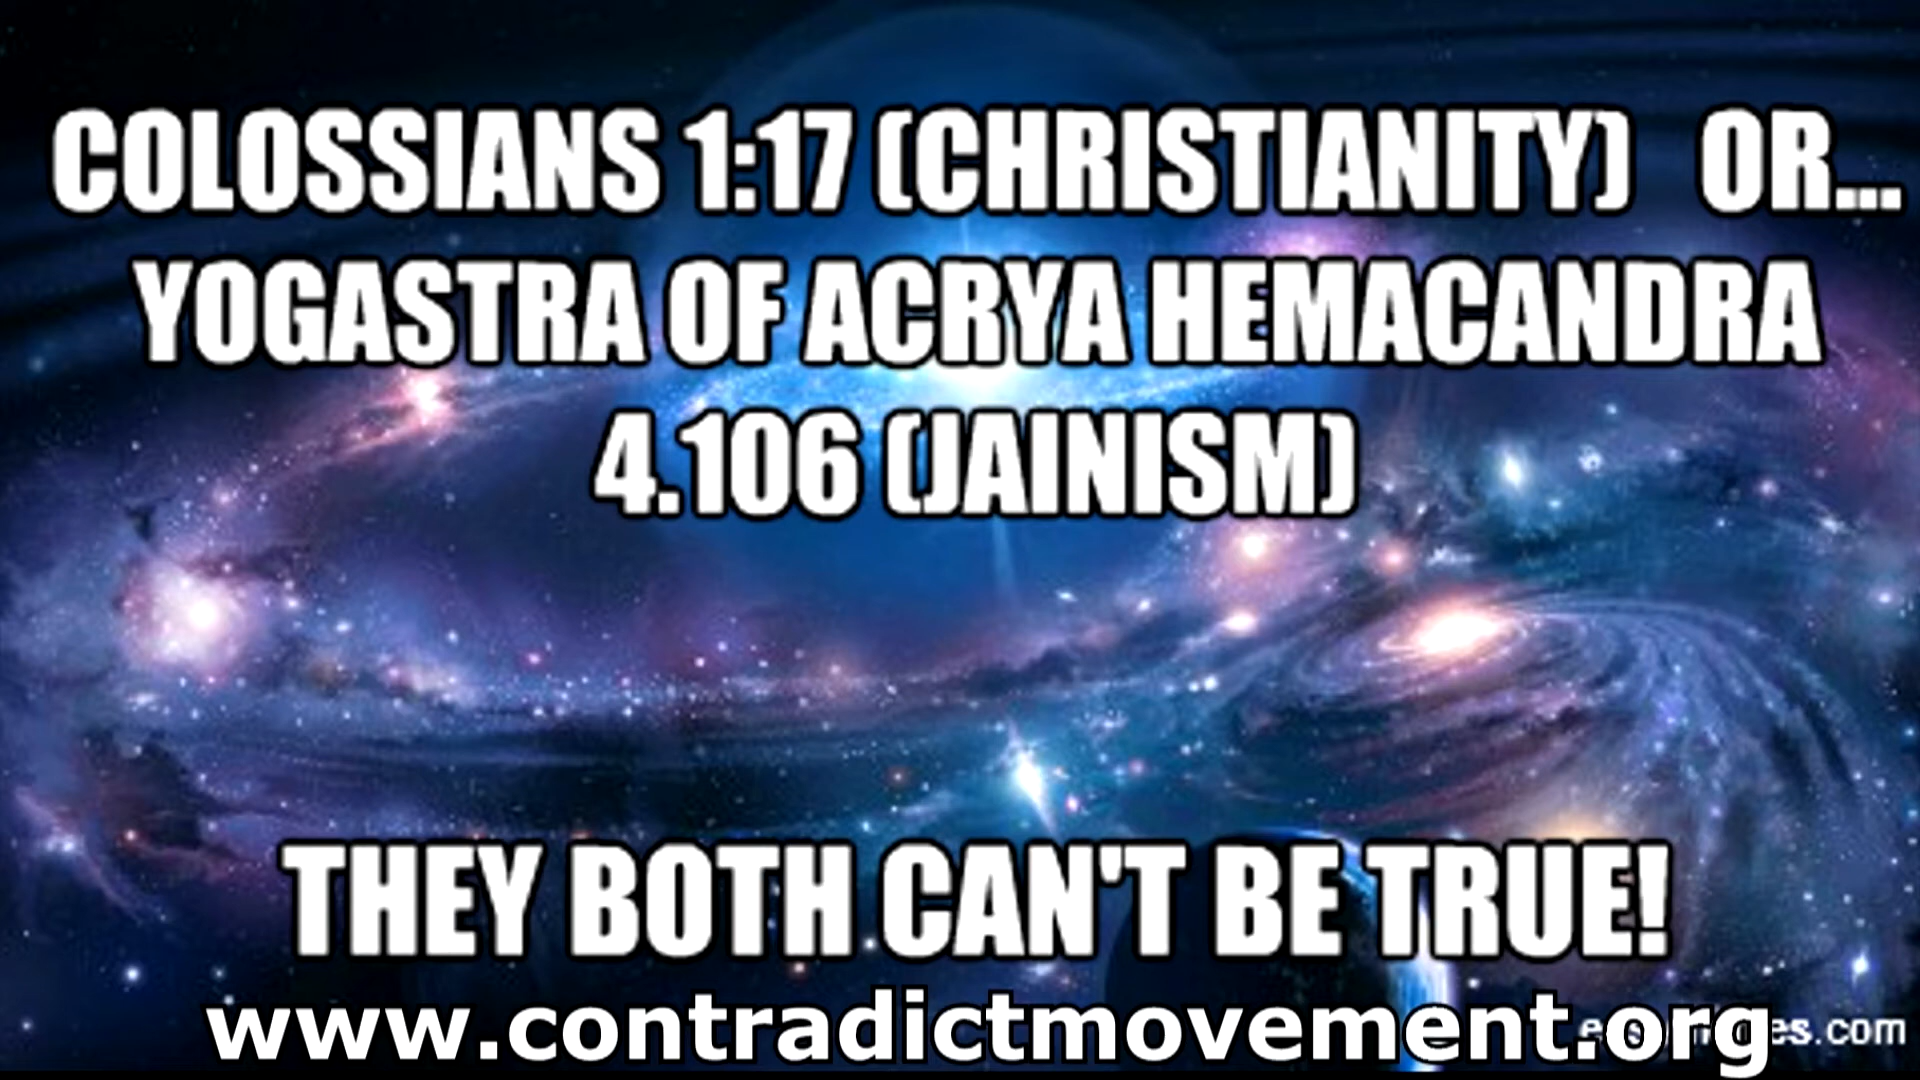 COLOSSIANS 1:17 (CHRISTIANITY) OR...
YOGASTRA OF ACRYA HEMACANDRA
4.106 (JAINISM)
THEY BOTH CAN'T BE TRUE!
www.contradictmovement.org